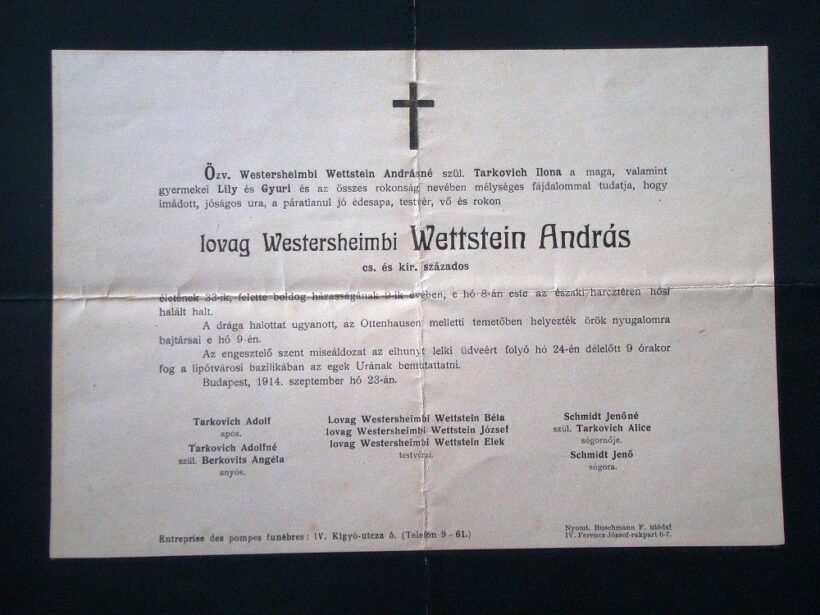 Özv. Westersheimbi Wettstein Andrásné szül. Tarkovich Ilona a maga, valamint
gyermekei Lily és Gyuri és az összes rokonság nevében mélységes fájdalommal tudatja, hogy
imádott, jóságos ura, a páratlanul jó édesapa, testvér, vő és rokon
lovag Westersheimbi Wettstein András
cs. és kir. százados
életének 33-ik, felette boldog házasságának 9-ik évében, e hó 8-án este az északi harcztéren hősi
halált halt.
A drága halottat ugyanott, az Ottenhausen melletti temetőben helyezték örök nyugalomra
bajtársai e hó 9-én.
Az engesztelő szent miseáldozat az elhunyt lelki üdveért folyó hó 24-én délelőtt 9 órakor
fog a lipótvárosi bazilikában az egek Urának bemutattatni.
Budapest, 1914. szeptember hó 23-án.
Tarkovich Adolf
após.
Tarkovich Adolfné
szül. Berkovits Angéla
anyós.
Lovag Westersheimbi Wettstein Béla
lovag Westersheimbi Wettstein József
lovag Westersheimbi Wettstein Elek
testvérei.
Schmidt Jenőné
szül. Tarkovich Alice
sógornője.
Schmidt Jenő
sógora.
Entreprise des pompes funèbres: IV. Kigyó-utcza 5. (Telefon 9–61.)
Nyomt. Buschmann F. utódai
IV. Ferencz József-rakpart 6-7.